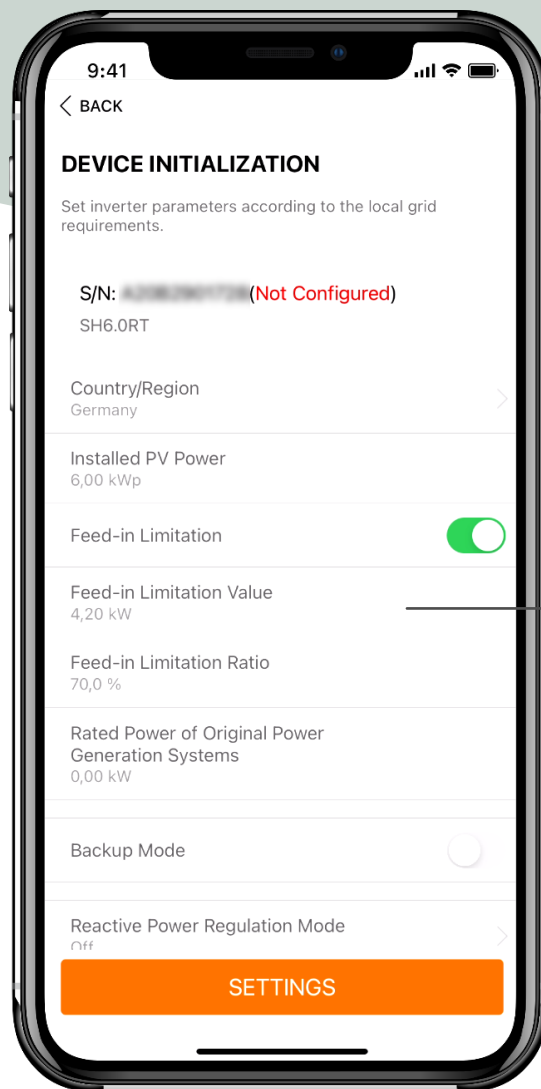 9:41
BACK
DEVICE INITIALIZATION
Set inverter parameters according to the local grid
requirements.
S/N: (Not Configured)
SH6.0RT
Country/Region
Germany
Installed PV Power
6,00 kWp
Feed-in Limitation
Feed-in Limitation Value
4,20 kW
Feed-in Limitation Ratio
70,0 %
Rated Power of Original Power
Generation Systems
0,00 kW
Backup Mode
Reactive Power Regulation Mode
Off
SETTINGS